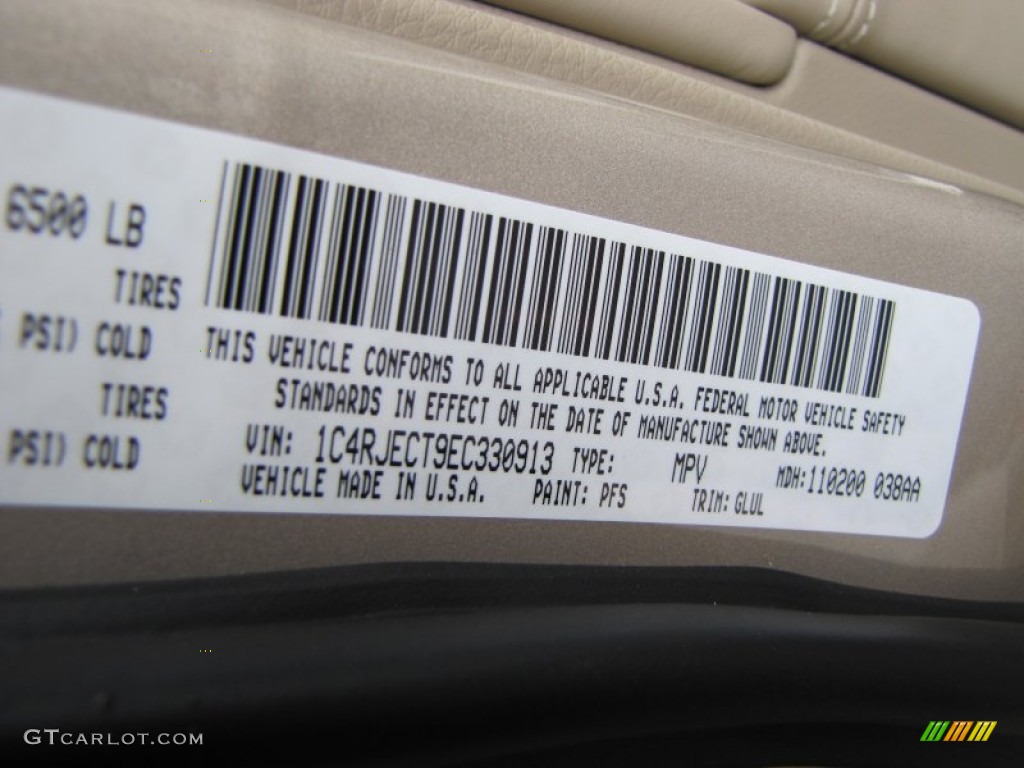 6500 LB
TIRES
PSI) COLD
TIRES
PSI) COLD
THIS VEHICLE CONFORMS TO ALL APPLICABLE U.S.A. FEDERAL MOTOR VEHICLE SAFETY
STANDARDS IN EFFECT ON THE DATE OF MANUFACTURE SHOWN ABOVE.
VIN: 1C4RJECT9EC330913 TYPE: MPV MDH:110200 038AA
VEHICLE MADE IN U.S.A. PAINT: PFS TRIM: GLUL
GTCARLOT.COM